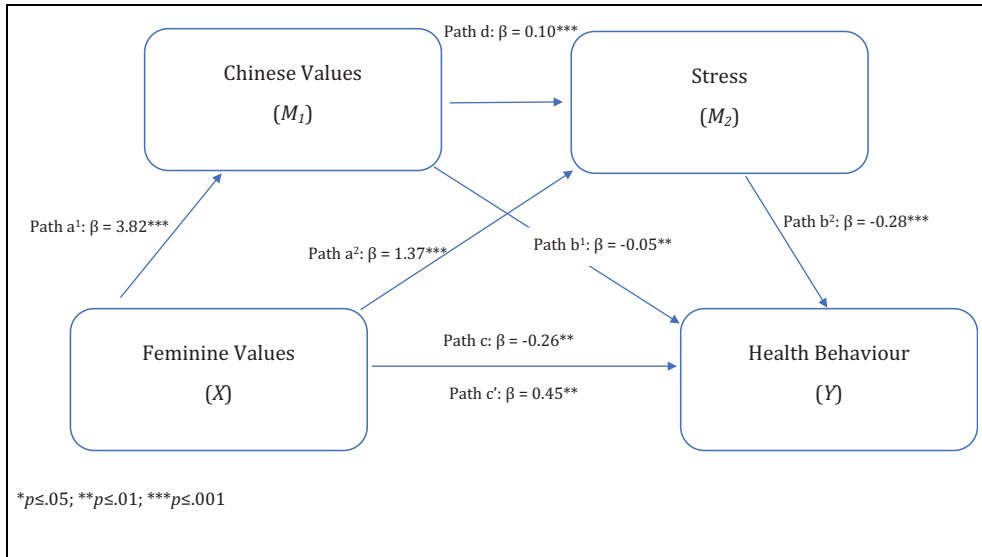 Path d: β = 0.10***
Chinese Values
(M₁)
Stress
(M₂)
Path a¹: β = 3.82***
Path a²: β = 1.37***
Path b¹: β = -0.05**
Path b²: β = -0.28***
Feminine Values
(X)
Path c: β = -0.26**
Path c’: β = 0.45**
Health Behaviour
(Y)
*p≤.05; **p≤.01; ***p≤.001